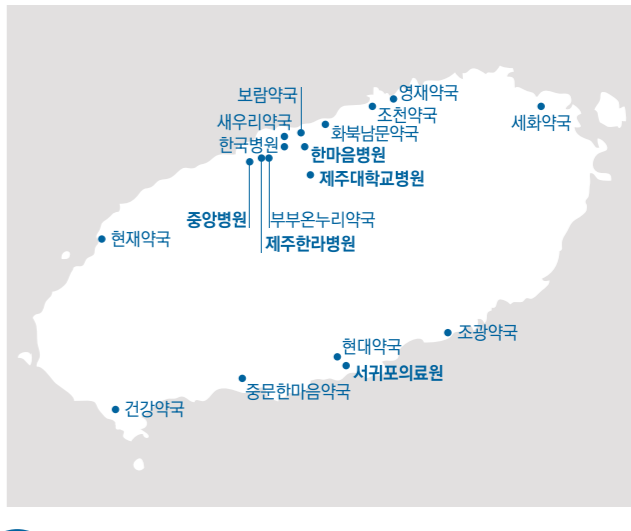 영재약국
보람약국
조천약국
세화약국
새우리약국
화북남문약국
한국병원
한마음병원
제주대학교병원
중앙병원
부부온누리약국
현재약국
제주한라병원
조광약국
현대약국
서귀포의료원
중문한마음약국
건강약국